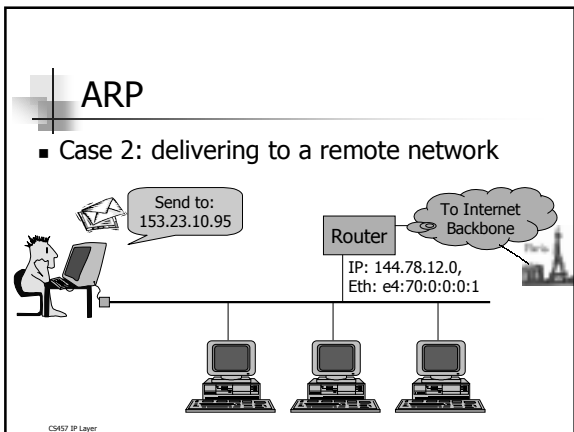 ARP
Case 2: delivering to a remote network
Send to:
153.23.10.95
Router
To Internet
Backbone
IP: 144.78.12.0,
Eth: e4:70:0:0:0:1
Paris
CS457 IP Layer